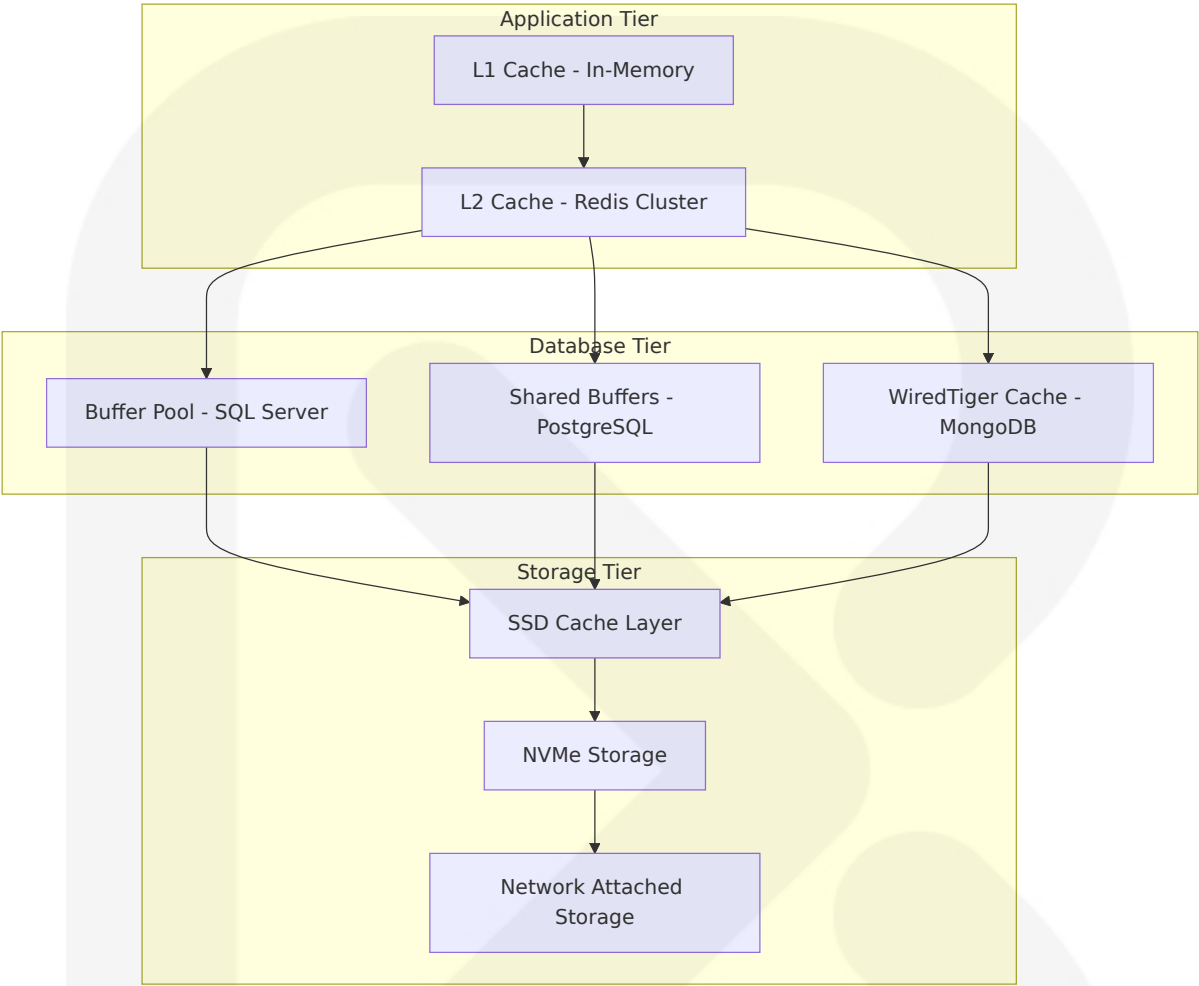 Application Tier
L1 Cache - In-Memory
L2 Cache - Redis Cluster
Database Tier
Buffer Pool - SQL Server
Shared Buffers -
PostgreSQL
WiredTiger Cache -
MongoDB
Storage Tier
SSD Cache Layer
NVMe Storage
Network Attached
Storage